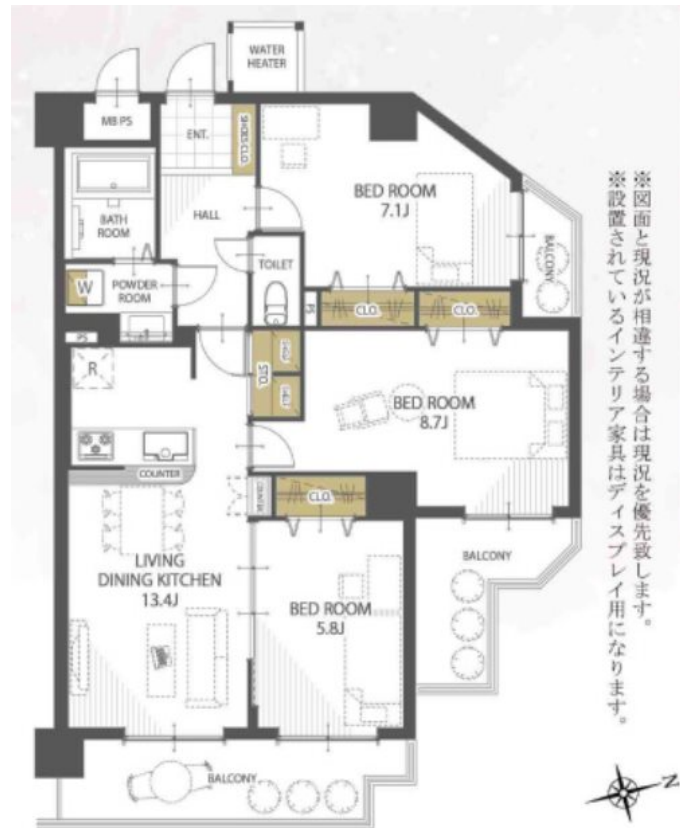 WATER
HEATER
MB PS
ENT.
SHOES CLO.
BATH
ROOM
HALL
BED ROOM
7.1J
BALCONY
TOILET
W
POWDER
ROOM
PS
CLO.
CLO.
PS
R
STO.
BED ROOM
8.7J
COUNTER
COUNTER
CLO.
LIVING
DINING KITCHEN
13.4J
BED ROOM
5.8J
BALCONY
BALCONY
※図面と現況が相違する場合は現況を優先致します。
※設置されているインテリア家具はディスプレイ用になります。
N